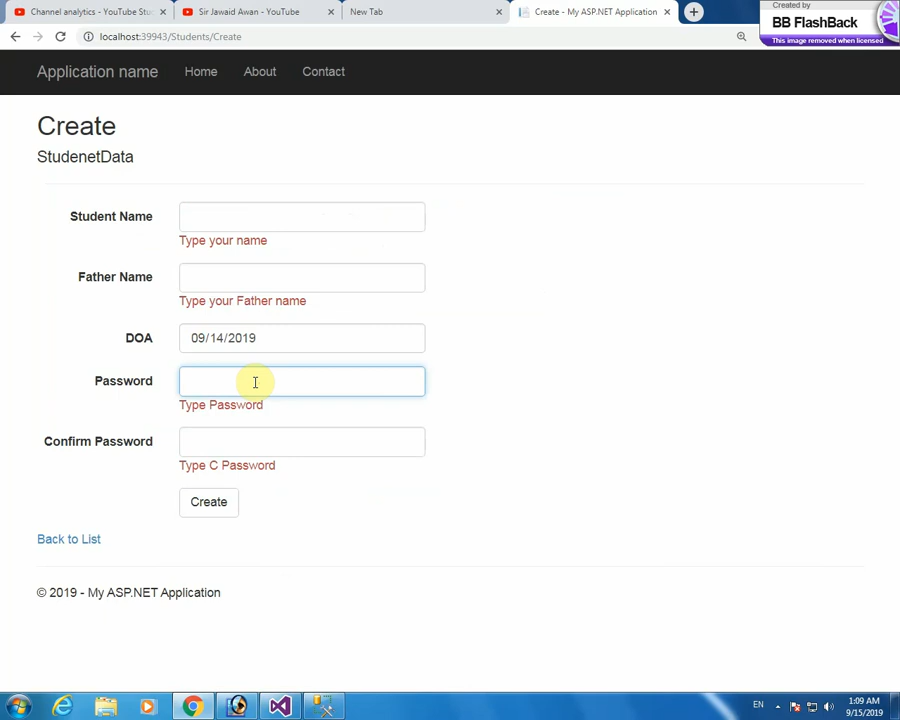 Channel analytics - YouTube Stu
Sir Jawaid Awan - YouTube
New Tab
Create - My ASP.NET Application
Created by
BB FlashBack
This image removed when licensed
localhost:39943/Students/Create
Application name Home About Contact
Create
StudenetData
Student Name
Type your name
Father Name
Type your Father name
DOA 09/14/2019
Password
Type Password
Confirm Password
Type C Password
Create
Back to List
© 2019 - My ASP.NET Application
EN
1:09 AM
9/15/2019